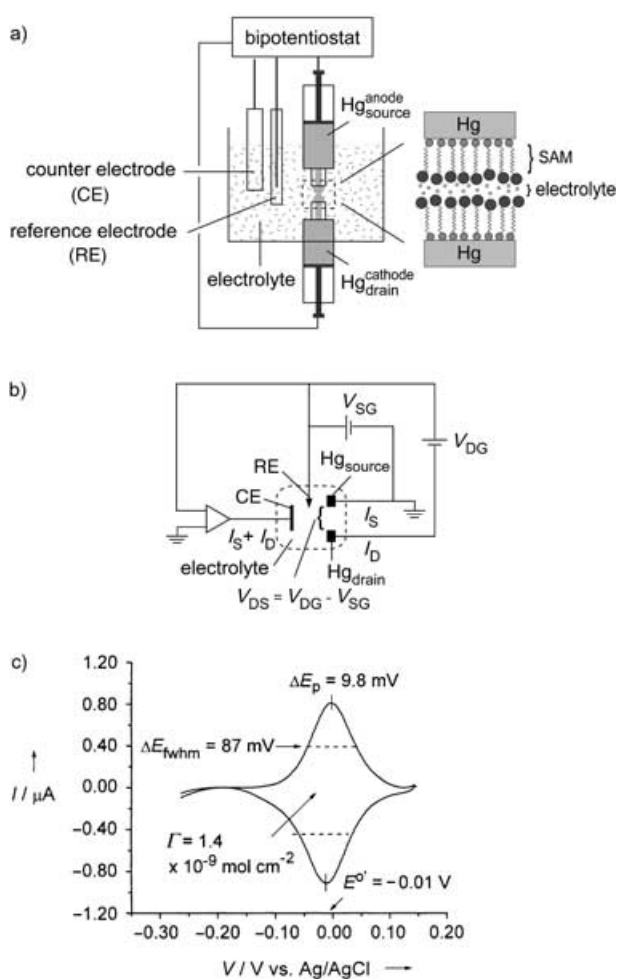 a)
bipotentiostat
Hg anode source
Hg
SAM
counter electrode
(CE)
electrolyte
reference electrode
(RE)
electrolyte
Hg cathode drain
Hg
b)
V_SG
V_DG
RE
Hg_source
CE
I_S
I_S + I_D
I_D
electrolyte
Hg_drain
V_DS = V_DG - V_SG
c)
1.20
ΔE_p = 9.8 mV
0.80
0.40
ΔE_fwhm = 87 mV
I / μA
0.00
−0.40
Γ = 1.4
x 10⁻⁹ mol cm⁻²
−0.80
E^o' = −0.01 V
−1.20
−0.30 −0.20 −0.10 0.00 0.10 0.20
V / V vs. Ag/AgCl